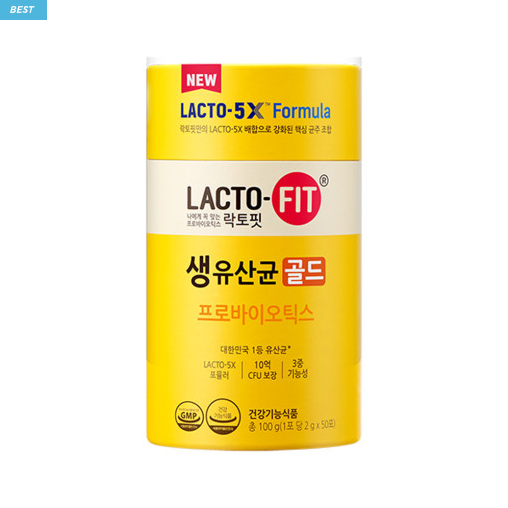 BEST
NEW
LACTO-5X™ Formula
락토핏만의 LACTO-5X 배합으로 강화된 핵심 균주 조합
LACTO-FIT®
나에게 꼭 맞는
프로바이오틱스 락토핏
생유산균 골드
프로바이오틱스
대한민국 1등 유산균*
LACTO-5X
포뮬러
10억
CFU 보장
3중
기능성
GMP
건강
기능식품
건강기능식품
총 100 g(1포 당 2 g x 50포)